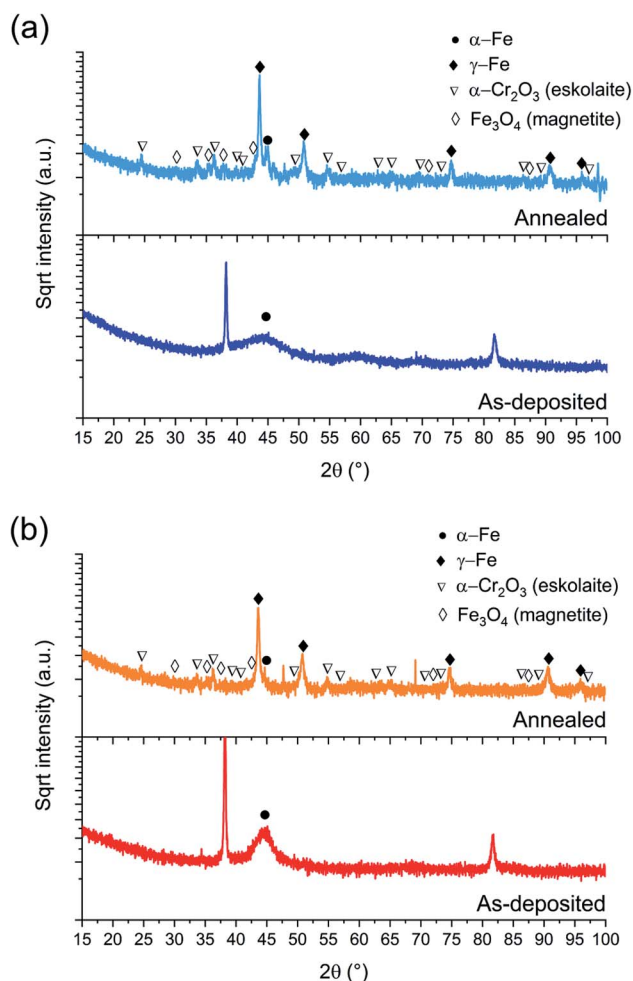 (a)
α–Fe
γ–Fe
α–Cr₂O₃ (eskolaite)
Fe₃O₄ (magnetite)
Sqrt intensity (a.u.)
Annealed
As-deposited
15 20 25 30 35 40 45 50 55 60 65 70 75 80 85 90 95 100
2θ (°)
(b)
α–Fe
γ–Fe
α–Cr₂O₃ (eskolaite)
Fe₃O₄ (magnetite)
Sqrt intensity (a.u.)
Annealed
As-deposited
15 20 25 30 35 40 45 50 55 60 65 70 75 80 85 90 95 100
2θ (°)